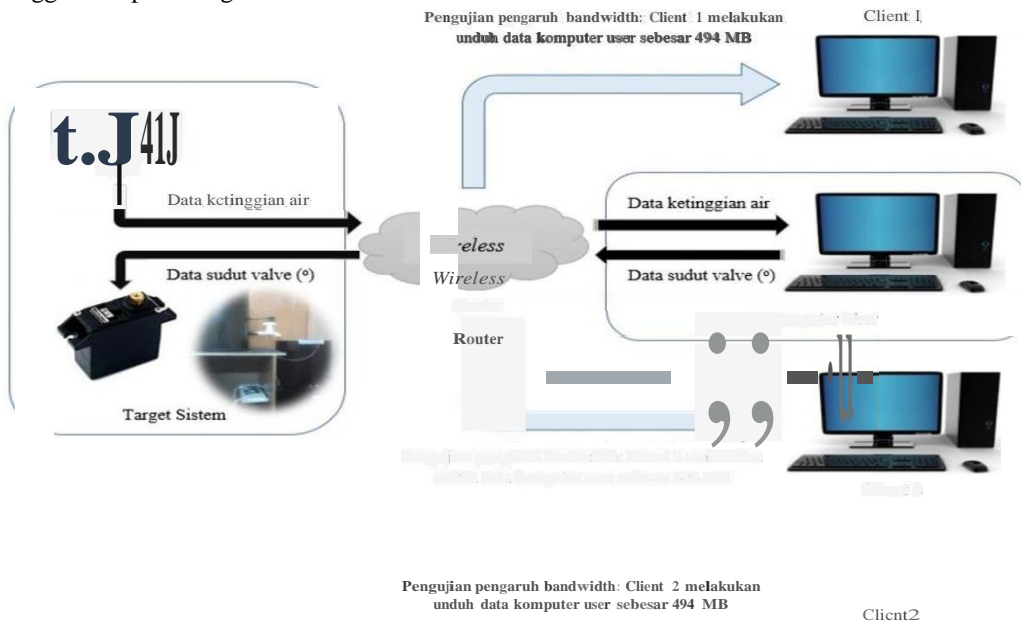 Pengujian pengaruh bandwidth: Client 1 melakukan
unduh data komputer user sebesar 494 MB
Client I
t.J 41J
Data kctinggian air
Data sudut valve (°)
Target Sistem
reless
Wireless
Router
Data ketinggian air
Data sudut valve (°)
Pengujian pengaruh bandwidth: Client 2 melakukan
unduh data komputer user sebesar 494 MB
Clicnt2